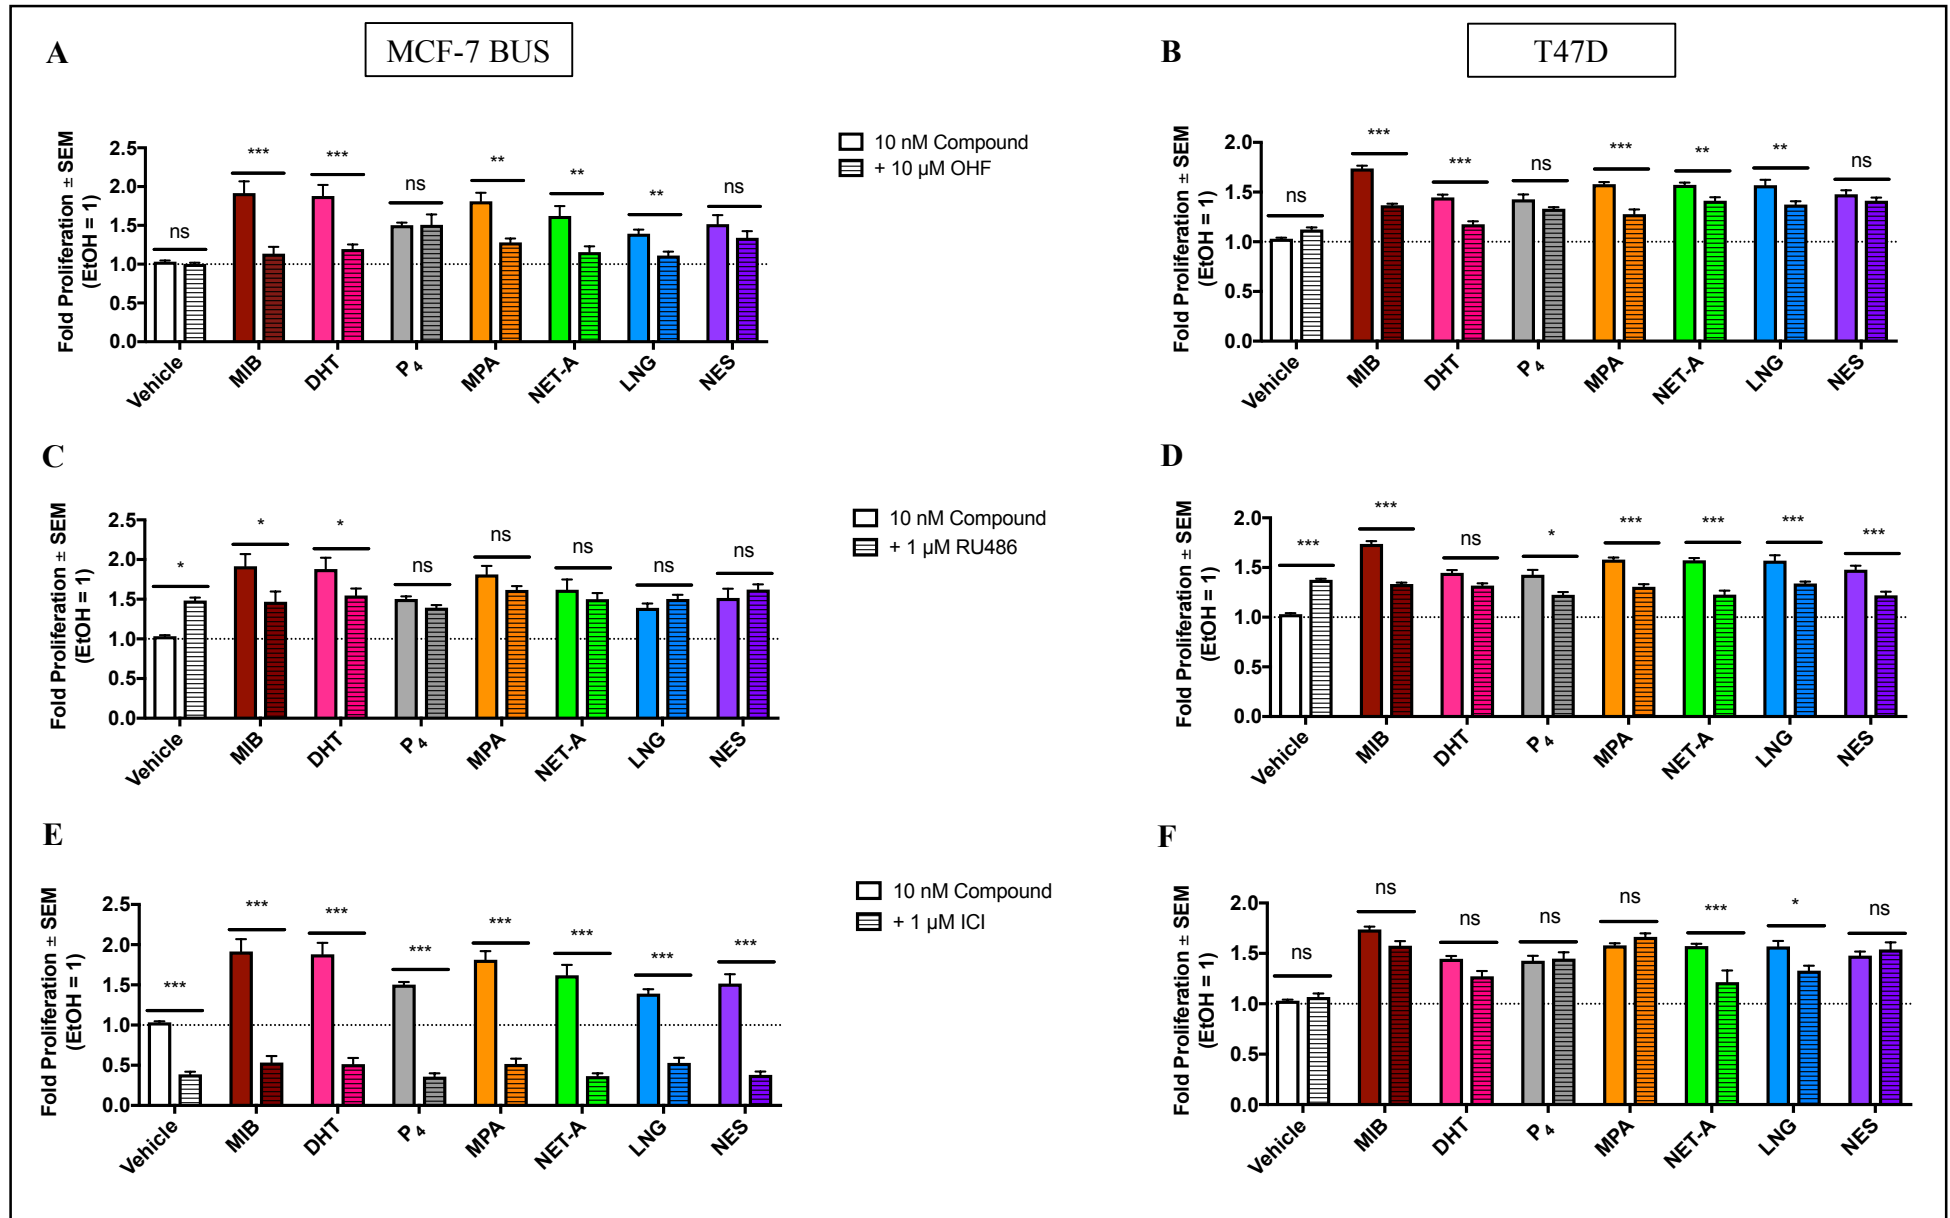 MCF-7 BUS
T47D
A
Fold Proliferation ± SEM
(EtOH = 1)
2.5
2.0
1.5
1.0
0.5
0.0
ns
***
***
ns
**
**
**
ns
Vehicle
MIB
DHT
P4
MPA
NET-A
LNG
NES
10 nM Compound
+ 10 µM OHF
B
Fold Proliferation ± SEM
(EtOH = 1)
2.0
1.5
1.0
0.5
0.0
ns
***
***
ns
***
**
**
ns
Vehicle
MIB
DHT
P4
MPA
NET-A
LNG
NES
C
Fold Proliferation ± SEM
(EtOH = 1)
2.5
2.0
1.5
1.0
0.5
0.0
*
*
*
ns
ns
ns
ns
ns
Vehicle
MIB
DHT
P4
MPA
NET-A
LNG
NES
10 nM Compound
+ 1 µM RU486
D
Fold Proliferation ± SEM
(EtOH = 1)
2.0
1.5
1.0
0.5
0.0
***
***
ns
*
***
***
***
***
Vehicle
MIB
DHT
P4
MPA
NET-A
LNG
NES
E
Fold Proliferation ± SEM
(EtOH = 1)
2.5
2.0
1.5
1.0
0.5
0.0
***
***
***
***
***
***
***
***
Vehicle
MIB
DHT
P4
MPA
NET-A
LNG
NES
10 nM Compound
+ 1 µM ICI
F
Fold Proliferation ± SEM
(EtOH = 1)
2.0
1.5
1.0
0.5
0.0
ns
ns
ns
ns
ns
***
*
ns
Vehicle
MIB
DHT
P4
MPA
NET-A
LNG
NES